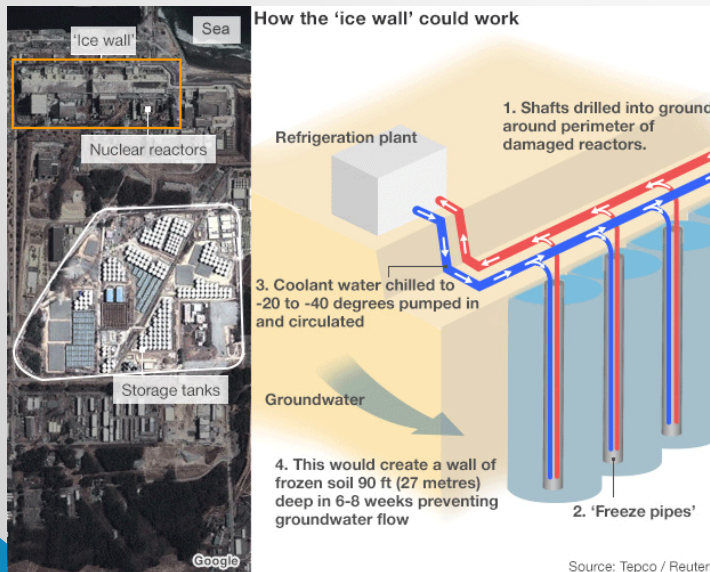 How the 'ice wall' could work
Sea
'Ice wall'
Nuclear reactors
Storage tanks
Google
1. Shafts drilled into ground
around perimeter of
damaged reactors.
Refrigeration plant
3. Coolant water chilled to
-20 to -40 degrees pumped in
and circulated
Groundwater
4. This would create a wall of
frozen soil 90 ft (27 metres)
deep in 6-8 weeks preventing
groundwater flow
2. 'Freeze pipes'
Source: Tepco / Reuter